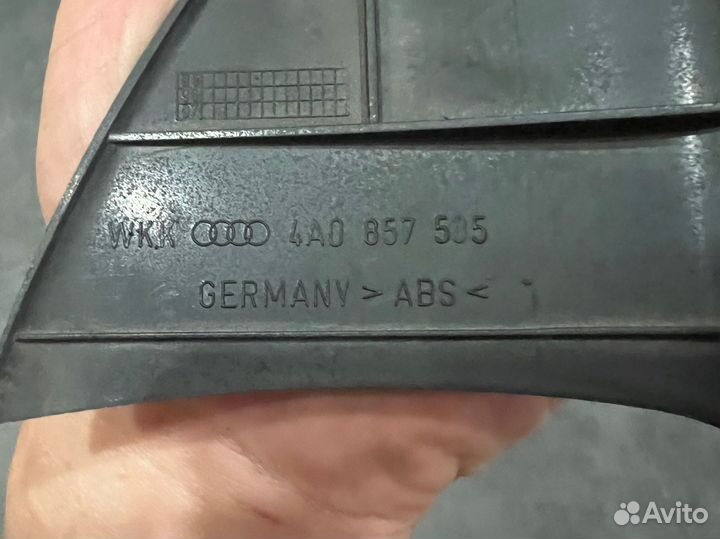 WKK 4A0 857 505
GERMANY > ABS <
Avito